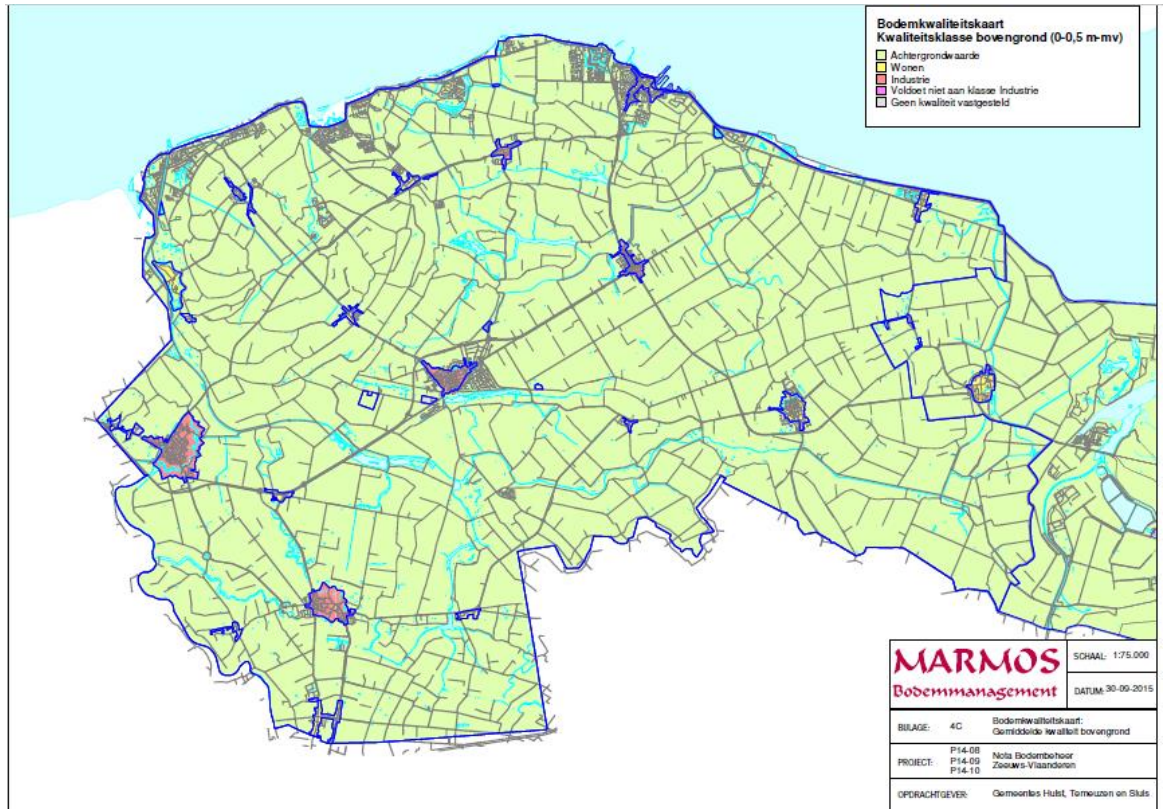 Bodemkwaliteitskaart
Kwaliteitsklasse bovengrond (0-0,5 m-mv)
Achtergrondwaarde
Wonen
Industrie
Voldoet niet aan klasse Industrie
Geen kwaliteit vastgesteld
MARMOS
Bodemmanagement
SCHAAL: 1:75.000
DATUM: 30-09-2015
BIJLAGE: 4C Bodemkwaliteitskaart:
Gemiddelde kwaliteit bovengrond
PROJECT: P14-08
P14-09
P14-10
Nota Bodembeheer
Zeeuws-Vlaanderen
OPDRACHTGEVER: Gemeentes Hulst, Terneuzen en Sluis